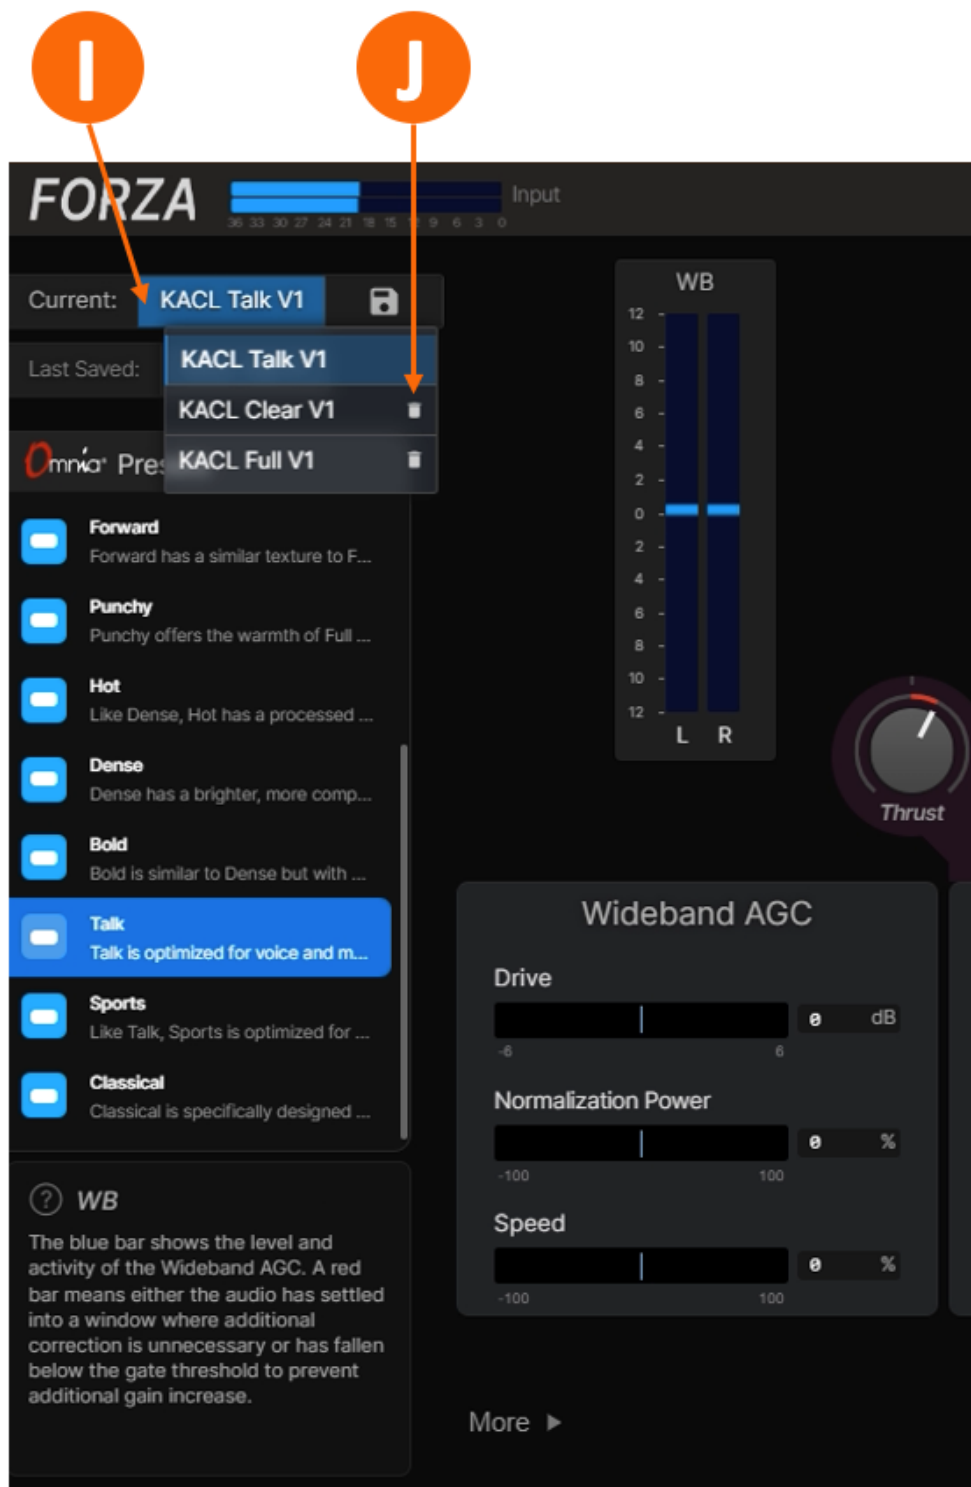 I
J
FORZA
Input
36 33 30 27 24 21 18 15 12 9 6 3 0
Current:
KACL Talk V1
Last Saved:
KACL Talk V1
KACL Clear V1
KACL Full V1
Omnia Pres
Forward
Forward has a similar texture to F...
Punchy
Punchy offers the warmth of Full ...
Hot
Like Dense, Hot has a processed ...
Dense
Dense has a brighter, more comp...
Bold
Bold is similar to Dense but with ...
Talk
Talk is optimized for voice and m...
Sports
Like Talk, Sports is optimized for ...
Classical
Classical is specifically designed ...
WB
The blue bar shows the level and
activity of the Wideband AGC. A red
bar means either the audio has settled
into a window where additional
correction is unnecessary or has fallen
below the gate threshold to prevent
additional gain increase.
WB
12
10
8
6
4
2
0
2
4
6
8
10
12
L R
Thrust
Wideband AGC
Drive
0 dB
-6 6
Normalization Power
0 %
-100 100
Speed
0 %
-100 100
More